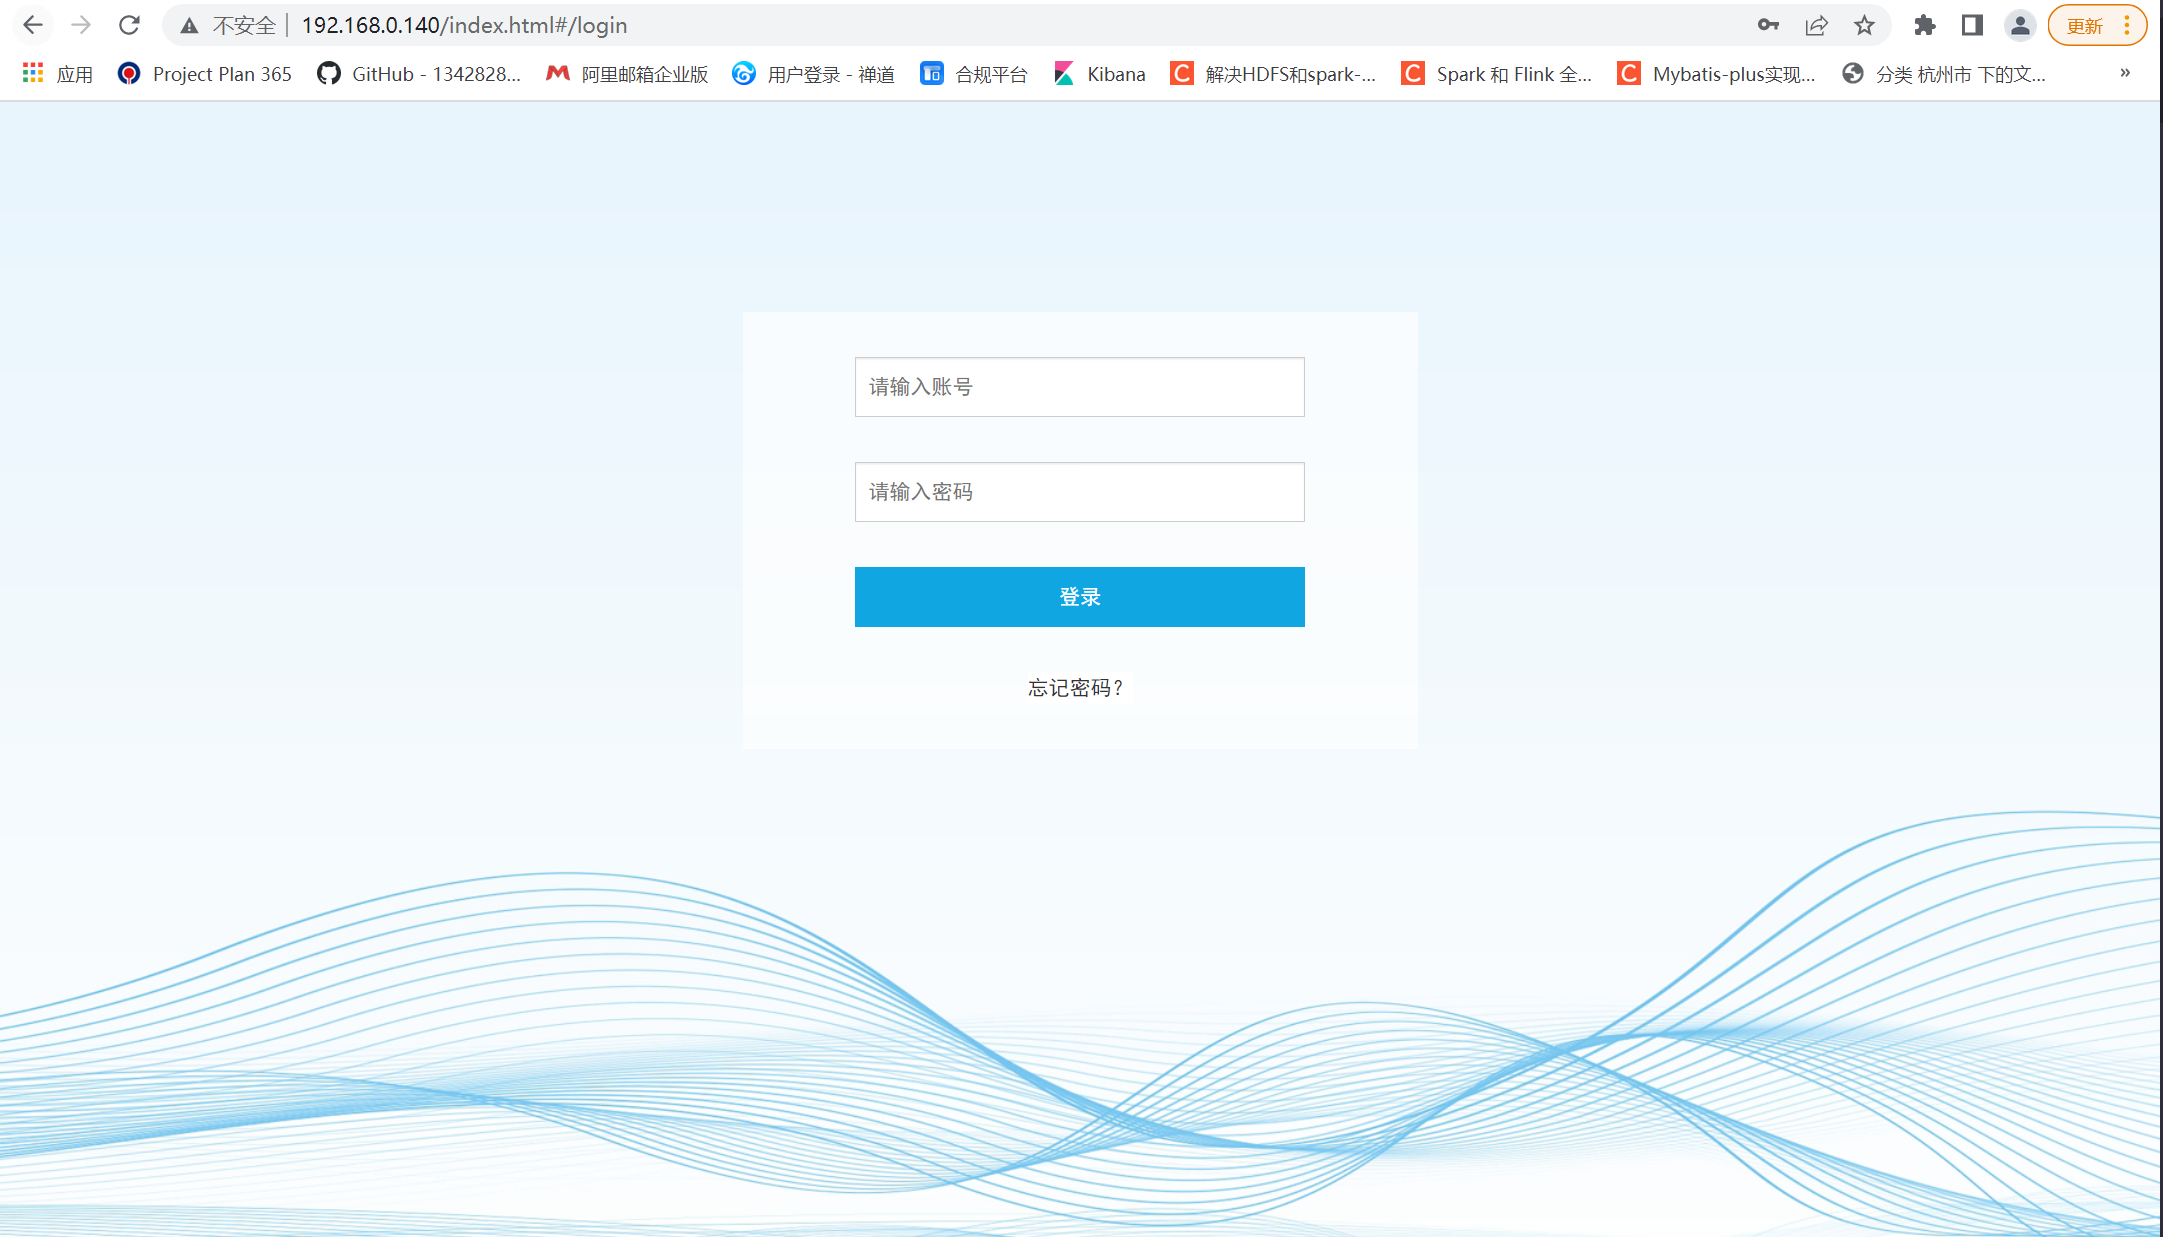 不安全 192.168.0.140/index.html#/login 更新
应用 Project Plan 365 GitHub - 1342828... 阿里邮箱企业版 用户登录 - 禅道 合规平台 Kibana 解决HDFS和spark-... Spark 和 Flink 全... Mybatis-plus实现... 分类 杭州市 下的文... »
请输入账号
请输入密码
登录
忘记密码？